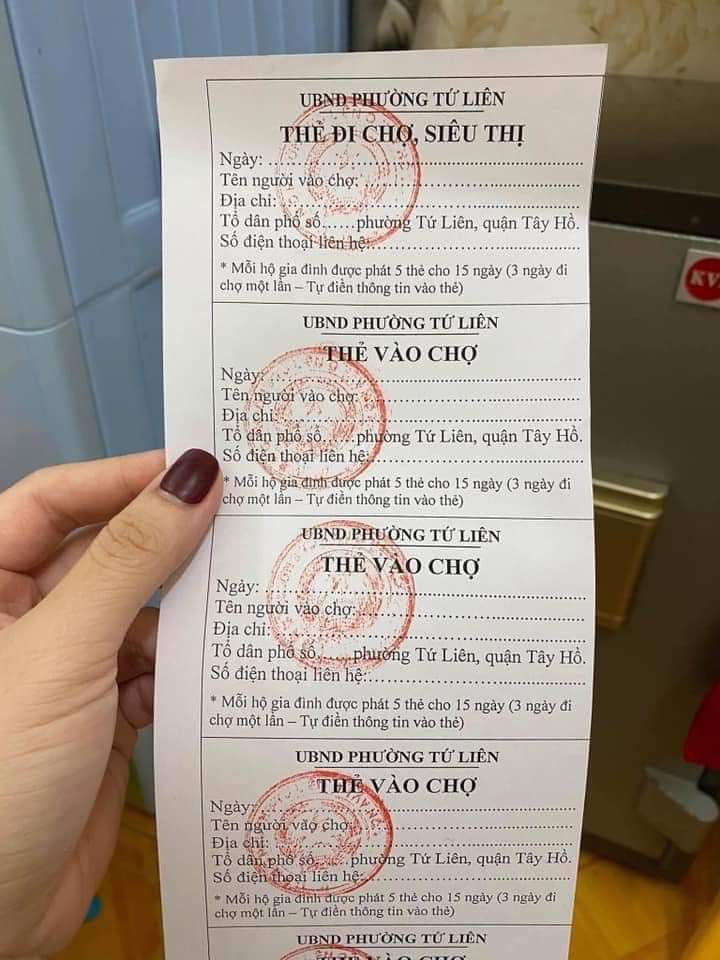 UBND PHƯỜNG TỨ LIÊN
THẺ ĐI CHỢ, SIÊU THỊ
Ngày:
Tên người vào chợ:
Địa chỉ:
Tổ dân phố số......phường Tứ Liên, quận Tây Hồ.
Số điện thoại liên hệ:
* Mỗi hộ gia đình được phát 5 thẻ cho 15 ngày (3 ngày đi
chợ một lần – Tự điền thông tin vào thẻ)
UBND PHƯỜNG TỨ LIÊN
THẺ VÀO CHỢ
Ngày:
Tên người vào chợ:
Địa chỉ:
Tổ dân phố số......phường Tứ Liên, quận Tây Hồ.
Số điện thoại liên hệ:
* Mỗi hộ gia đình được phát 5 thẻ cho 15 ngày (3 ngày đi
chợ một lần – Tự điền thông tin vào thẻ)
UBND PHƯỜNG TỨ LIÊN
THẺ VÀO CHỢ
Ngày:
Tên người vào chợ:
Địa chỉ:
Tổ dân phố số......phường Tứ Liên, quận Tây Hồ.
Số điện thoại liên hệ:
* Mỗi hộ gia đình được phát 5 thẻ cho 15 ngày (3 ngày đi
chợ một lần – Tự điền thông tin vào thẻ)
UBND PHƯỜNG TỨ LIÊN
THẺ VÀO CHỢ
Ngày:
Tên người vào chợ:
Địa chỉ:
Tổ dân phố số......phường Tứ Liên, quận Tây Hồ.
Số điện thoại liên hệ:
* Mỗi hộ gia đình được phát 5 thẻ cho 15 ngày (3 ngày đi
chợ một lần – Tự điền thông tin vào thẻ)
UBND PHƯỜNG TỨ LIÊN
THẺ VÀO CHỢ